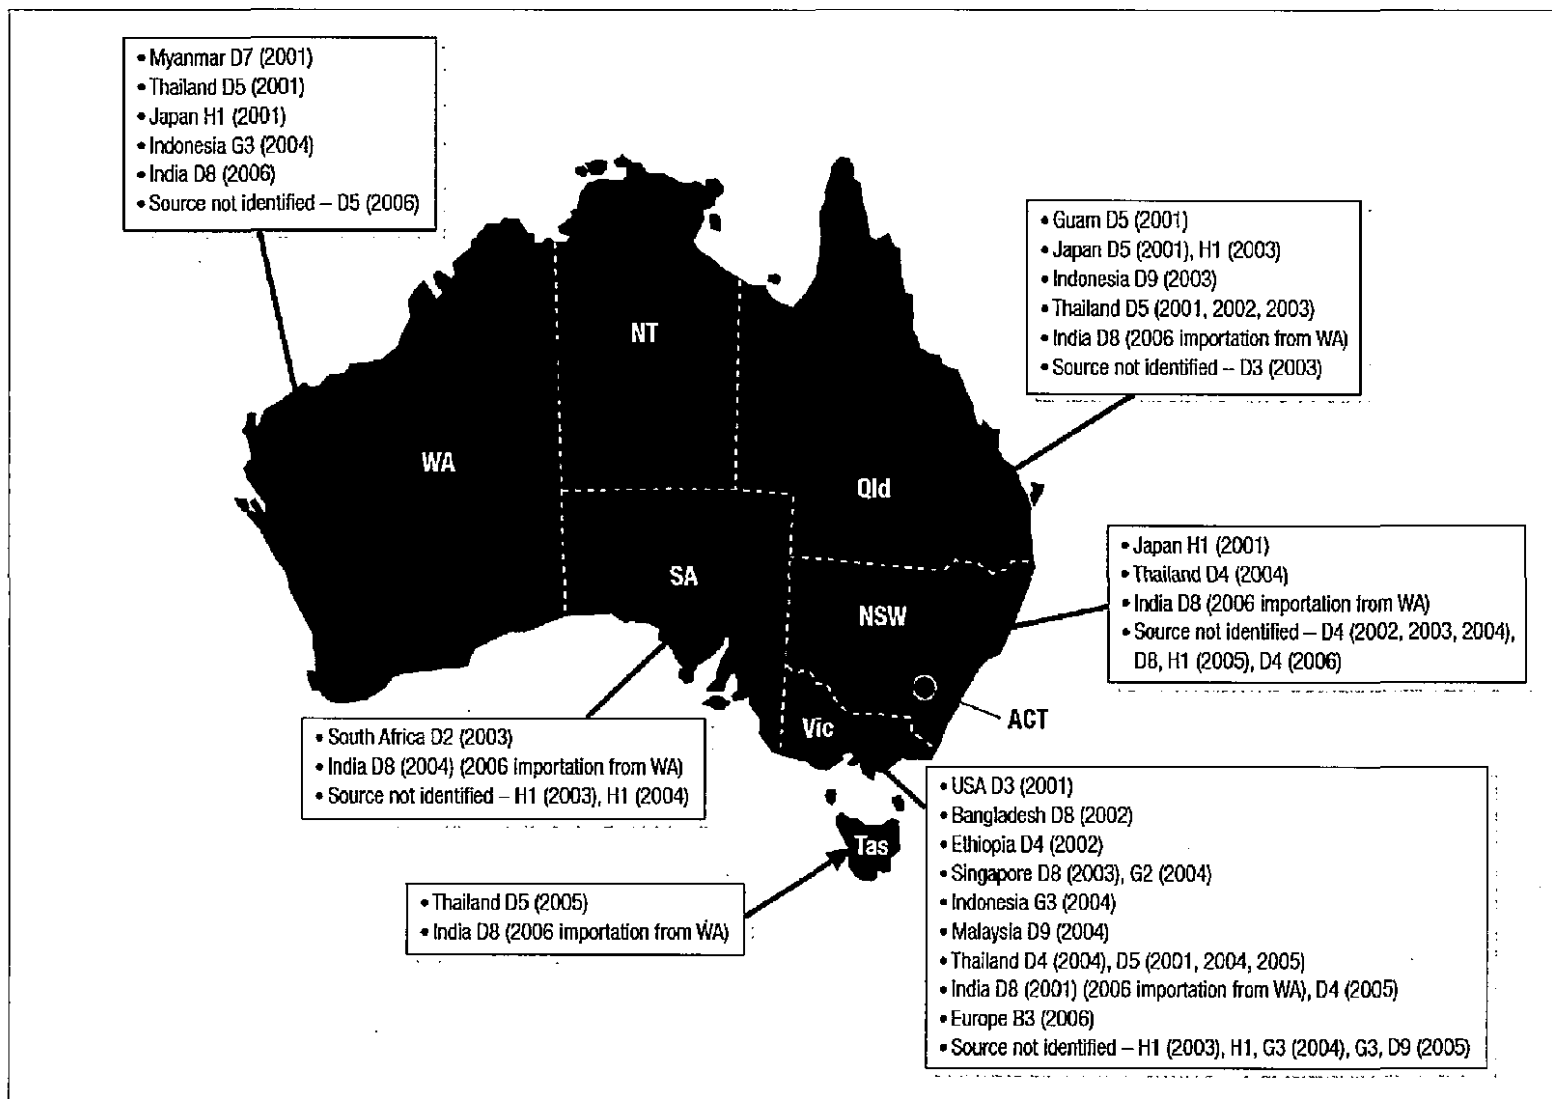 • Myanmar D7 (2001)
• Thailand D5 (2001)
• Japan H1 (2001)
• Indonesia G3 (2004)
• India D8 (2006)
• Source not identified – D5 (2006)
• Guam D5 (2001)
• Japan D5 (2001), H1 (2003)
• Indonesia D9 (2003)
• Thailand D5 (2001, 2002, 2003)
• India D8 (2006 importation from WA)
• Source not identified – D3 (2003)
NT
WA
Qld
SA
NSW
• Japan H1 (2001)
• Thailand D4 (2004)
• India D8 (2006 importation from WA)
• Source not identified – D4 (2002, 2003, 2004),
D8, H1 (2005), D4 (2006)
Vic
ACT
• South Africa D2 (2003)
• India D8 (2004) (2006 importation from WA)
• Source not identified – H1 (2003), H1 (2004)
Tas
• Thailand D5 (2005)
• India D8 (2006 importation from WA)
• USA D3 (2001)
• Bangladesh D8 (2002)
• Ethiopia D4 (2002)
• Singapore D8 (2003), G2 (2004)
• Indonesia G3 (2004)
• Malaysia D9 (2004)
• Thailand D4 (2004), D5 (2001, 2004, 2005)
• India D8 (2001) (2006 importation from WA), D4 (2005)
• Europe B3 (2006)
• Source not identified – H1 (2003), H1, G3 (2004), G3, D9 (2005)